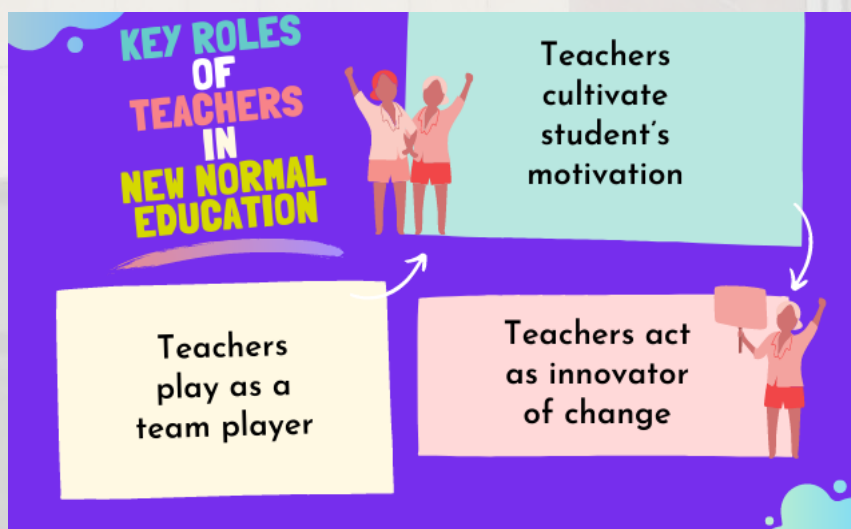 KEY ROLES
OF
TEACHERS
IN
NEW NORMAL
EDUCATION
Teachers
play as a
team player
Teachers
cultivate
student's
motivation
Teachers act
as innovator
of change